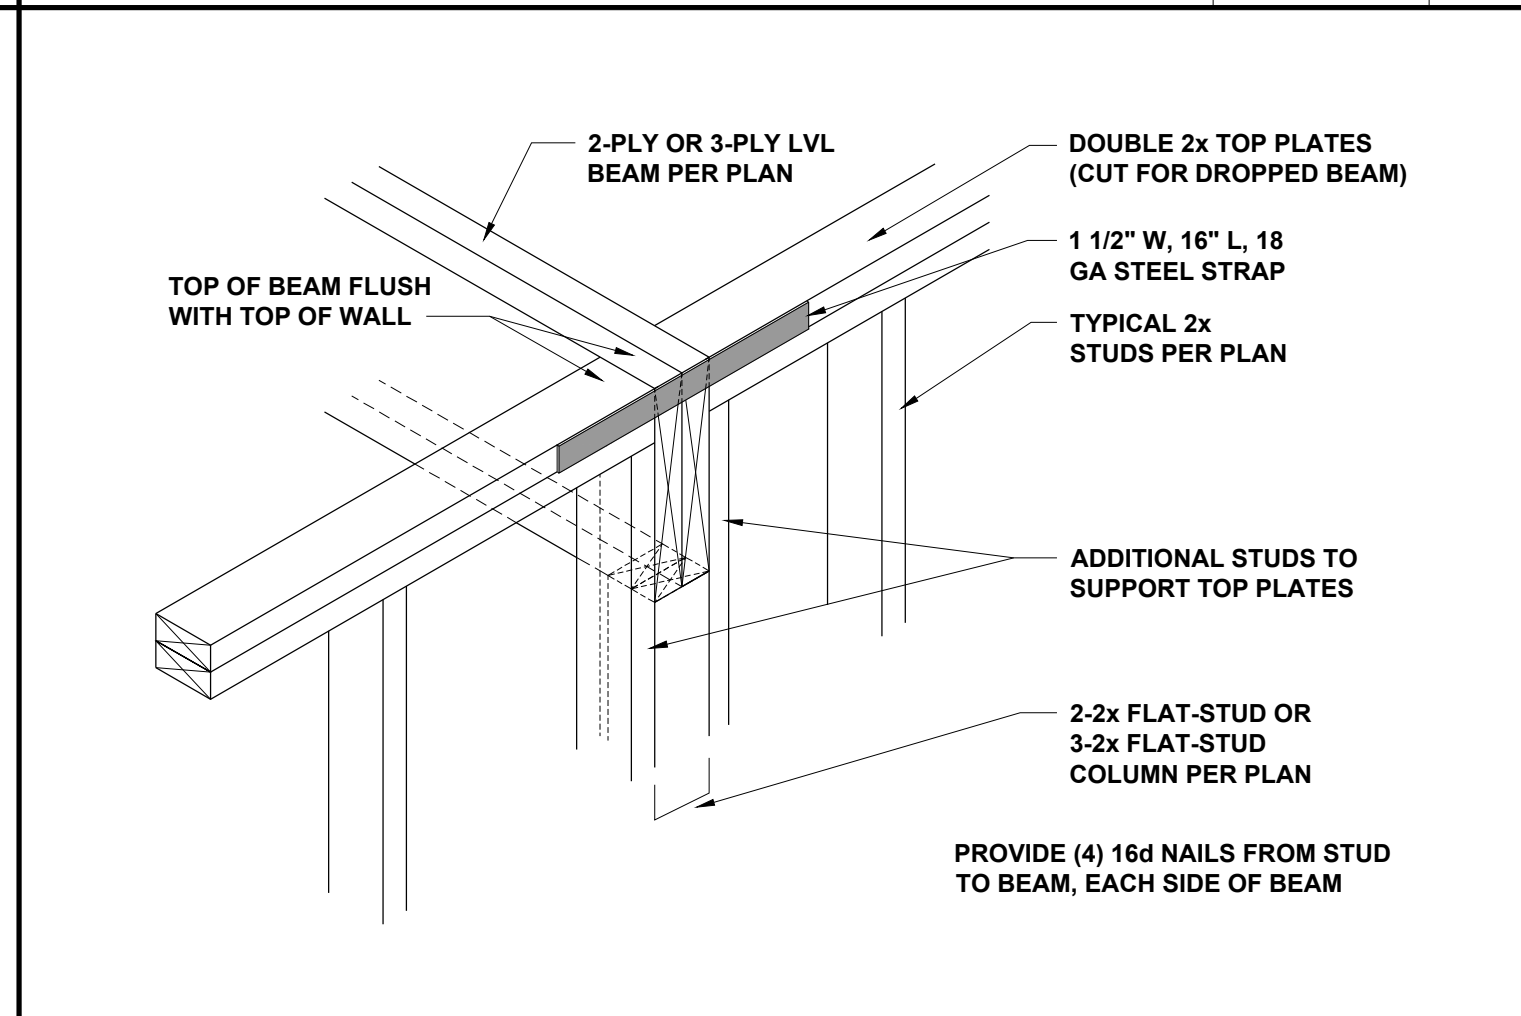 2-PLY OR 3-PLY LVL
BEAM PER PLAN
DOUBLE 2x TOP PLATES
(CUT FOR DROPPED BEAM)
1 1/2" W, 16" L, 18
GA STEEL STRAP
TOP OF BEAM FLUSH
WITH TOP OF WALL
TYPICAL 2x
STUDS PER PLAN
ADDITIONAL STUDS TO
SUPPORT TOP PLATES
2-2x FLAT-STUD OR
3-2x FLAT-STUD
COLUMN PER PLAN
PROVIDE (4) 16d NAILS FROM STUD
TO BEAM, EACH SIDE OF BEAM